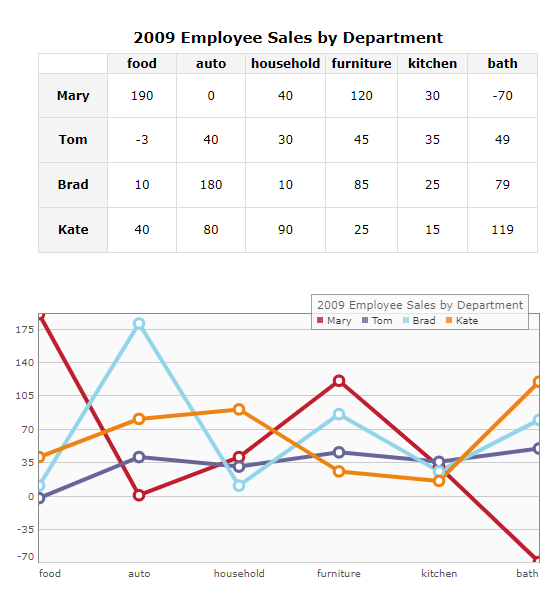 2009 Employee Sales by Department
food auto household furniture kitchen bath
Mary 190 0 40 120 30 -70
Tom -3 40 30 45 35 49
Brad 10 180 10 85 25 79
Kate 40 80 90 25 15 119
2009 Employee Sales by Department
Mary Tom Brad Kate
175
140
105
70
35
0
-35
-70
food auto household furniture kitchen bath